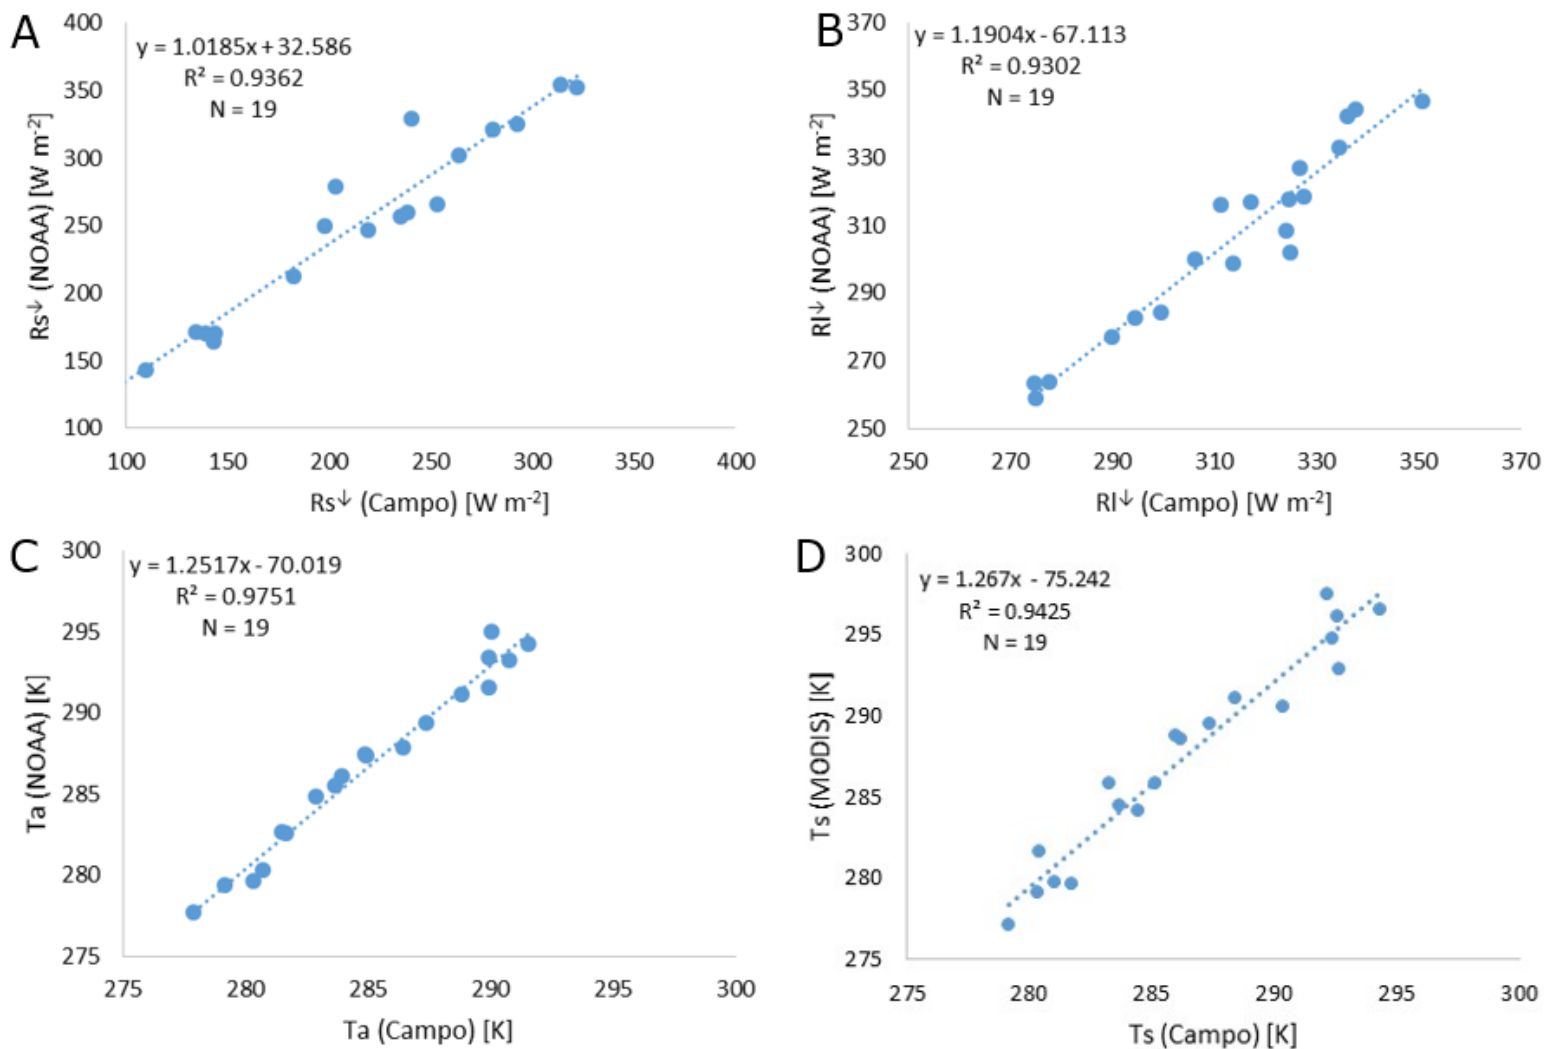 A
y = 1.0185x + 32.586
R² = 0.9362
N = 19
400
350
300
250
200
150
100
100 150 200 250 300 350 400
Rs↓ (NOAA) [W m⁻²]
Rs↓ (Campo) [W m⁻²]
B
y = 1.1904x - 67.113
R² = 0.9302
N = 19
370
350
330
310
290
270
250
250 270 290 310 330 350 370
Rl↓ (NOAA) [W m⁻²]
Rl↓ (Campo) [W m⁻²]
C
y = 1.2517x - 70.019
R² = 0.9751
N = 19
300
295
290
285
280
275
275 280 285 290 295 300
Ta (NOAA) [K]
Ta (Campo) [K]
D
y = 1.267x - 75.242
R² = 0.9425
N = 19
300
295
290
285
280
275
275 280 285 290 295 300
Ts (MODIS) [K]
Ts (Campo) [K]